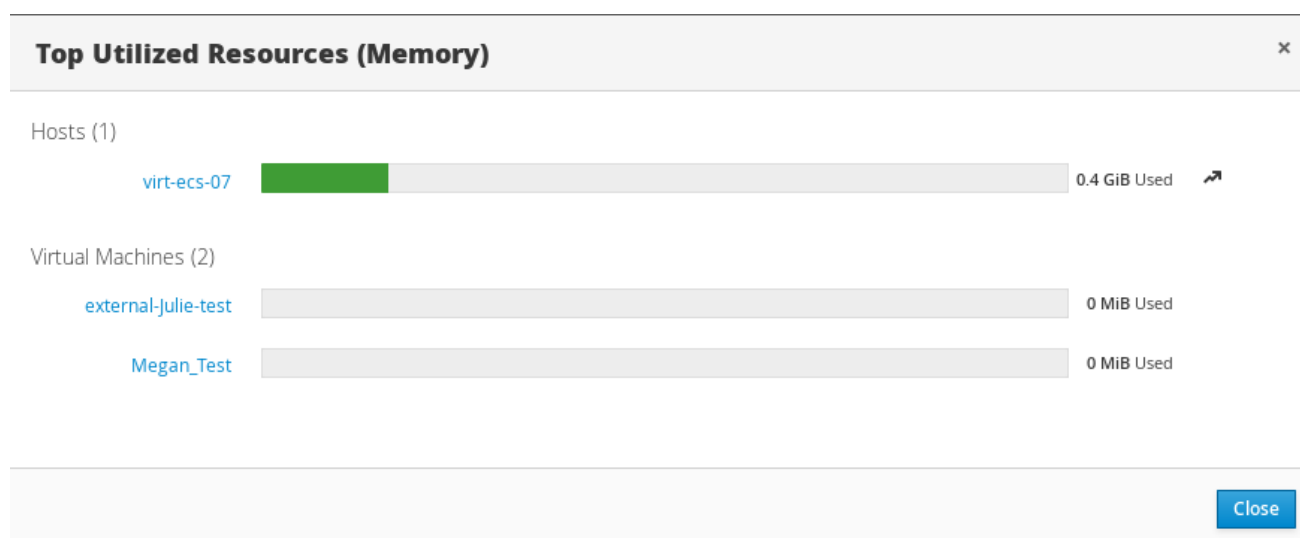 Top Utilized Resources (Memory)
×
Hosts (1)
virt-ecs-07 0.4 GiB Used
Virtual Machines (2)
external-Julie-test 0 MiB Used
Megan_Test 0 MiB Used
Close